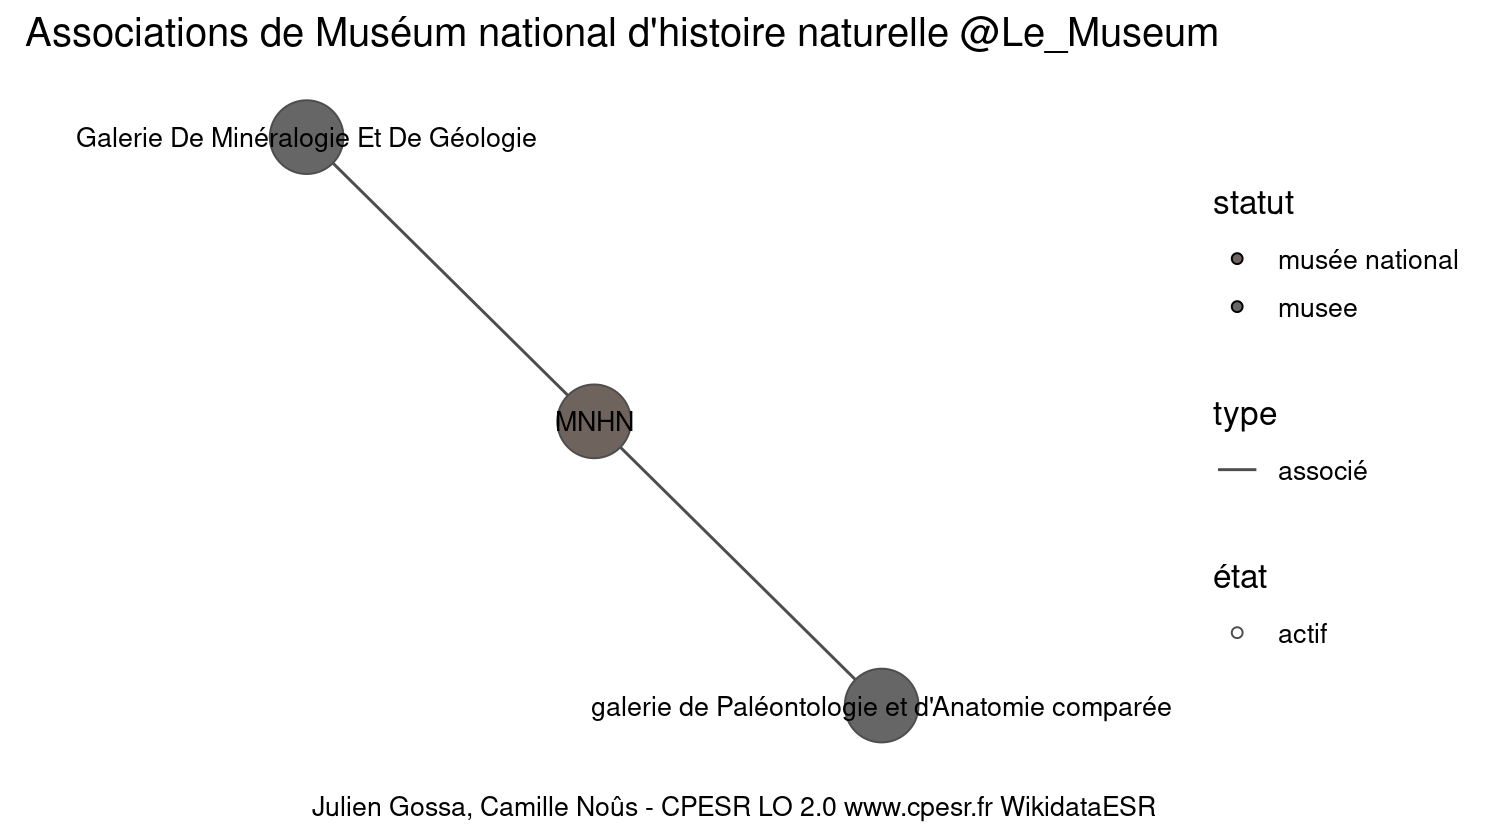 Associations de Muséum national d'histoire naturelle @Le_Museum
Galerie De Minéralogie Et De Géologie
MNHN
galerie de Paléontologie et d'Anatomie comparée
statut
musée national
musee
type
associé
état
actif
Julien Gossa, Camille Noûs - CPESR LO 2.0 www.cpesr.fr WikidataESR